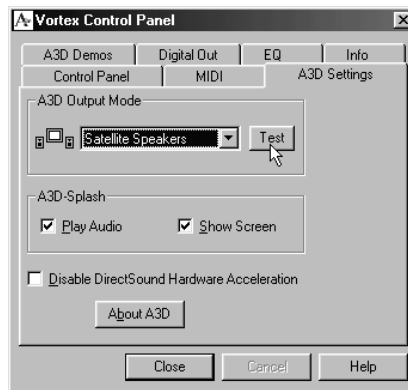 Vortex Control Panel
A3D Demos Digital Out EQ Info
Control Panel MIDI A3D Settings
A3D Output Mode
Satellite Speakers Test
A3D-Splash
Play Audio Show Screen
Disable DirectSound Hardware Acceleration
About A3D
Close Cancel Help